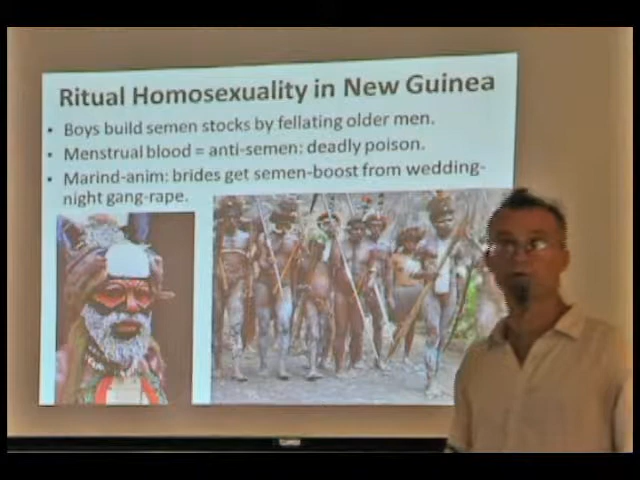 Ritual Homosexuality in New Guinea
• Boys build semen stocks by fellating older men.
• Menstrual blood = anti-semen: deadly poison.
• Marind-anim: brides get semen-boost from wedding-
night gang-rape.